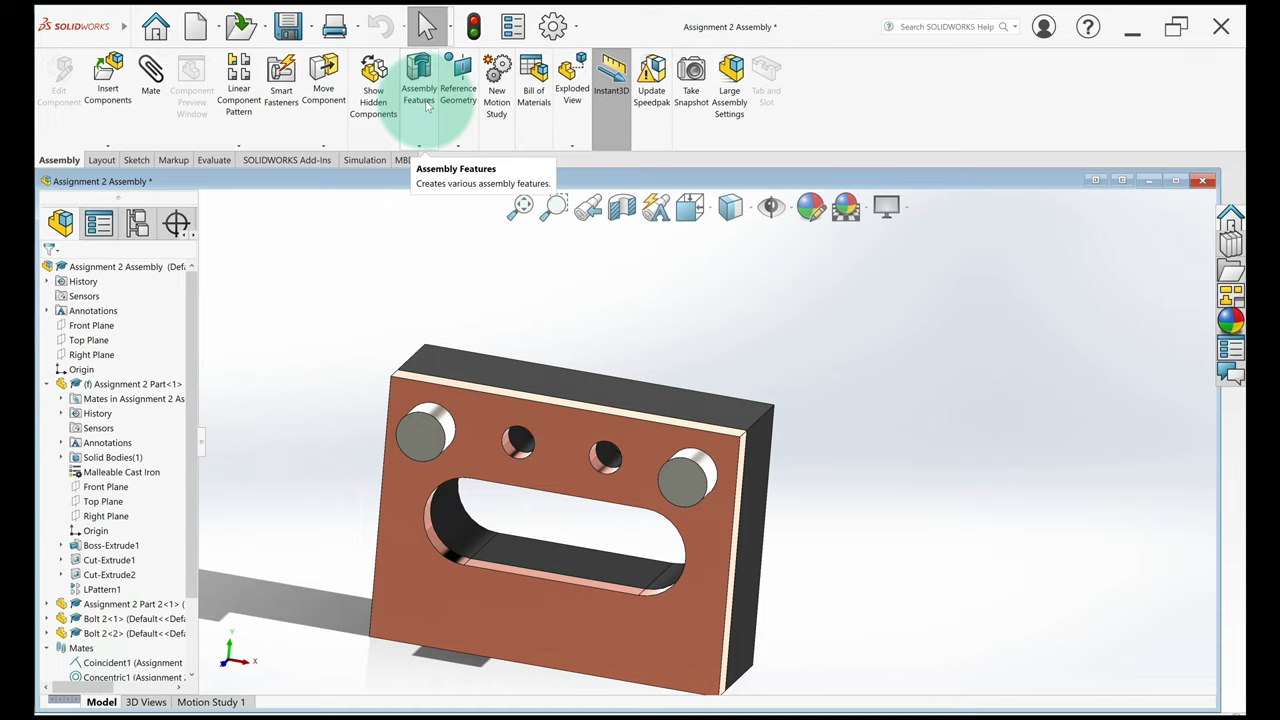 SOLIDWORKS
Assignment 2 Assembly *
Search SOLIDWORKS Help
Edit
Component
Insert
Components
Mate
Component
Preview
Window
Linear
Component
Pattern
Smart
Fasteners
Move
Component
Show
Hidden
Components
Assembly
Features
Reference
Geometry
New
Motion
Study
Bill of
Materials
Exploded
View
Instant3D
Update
Speedpak
Take
Snapshot
Large
Assembly
Settings
Tab and
Slot
Assembly
Layout
Sketch
Markup
Evaluate
SOLIDWORKS Add-Ins
Simulation
MBD
Assembly Features
Creates various assembly features.
Assignment 2 Assembly *
Assignment 2 Assembly (Defa
History
Sensors
Annotations
Front Plane
Top Plane
Right Plane
Origin
(f) Assignment 2 Part<1>
Mates in Assignment 2 As
History
Sensors
Annotations
Solid Bodies(1)
Malleable Cast Iron
Front Plane
Top Plane
Right Plane
Origin
Boss-Extrude1
Cut-Extrude1
Cut-Extrude2
LPattern1
Assignment 2 Part 2<1> (
Bolt 2<1> (Default<<Defa
Bolt 2<2> (Default<<Defa
Mates
Coincident1 (Assignment
Concentric1 (Assignment
Y
X
Model
3D Views
Motion Study 1